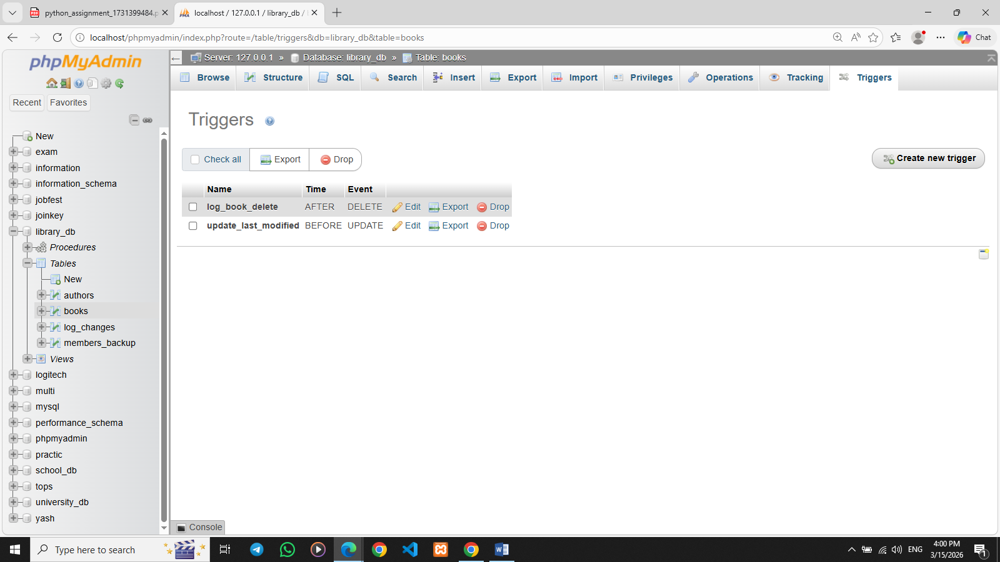 python_assignment_1731399484.p
localhost / 127.0.0.1 / library_db /
localhost/phpmyadmin/index.php?route=/table/triggers&db=library_db&table=books
Chat
phpMyAdmin
Recent
Favorites
New
exam
information
information_schema
jobfest
joinkey
library_db
Procedures
Tables
New
authors
books
log_changes
members_backup
Views
logitech
multi
mysql
performance_schema
phpmyadmin
practic
school_db
tops
university_db
yash
Server: 127.0.0.1 » Database: library_db » Table: books
Browse Structure SQL Search Insert Export Import Privileges Operations Tracking Triggers
Triggers
Check all Export Drop
Create new trigger
Name Time Event
log_book_delete AFTER DELETE Edit Export Drop
update_last_modified BEFORE UPDATE Edit Export Drop
Console
Type here to search
ENG
4:00 PM
3/15/2026
1